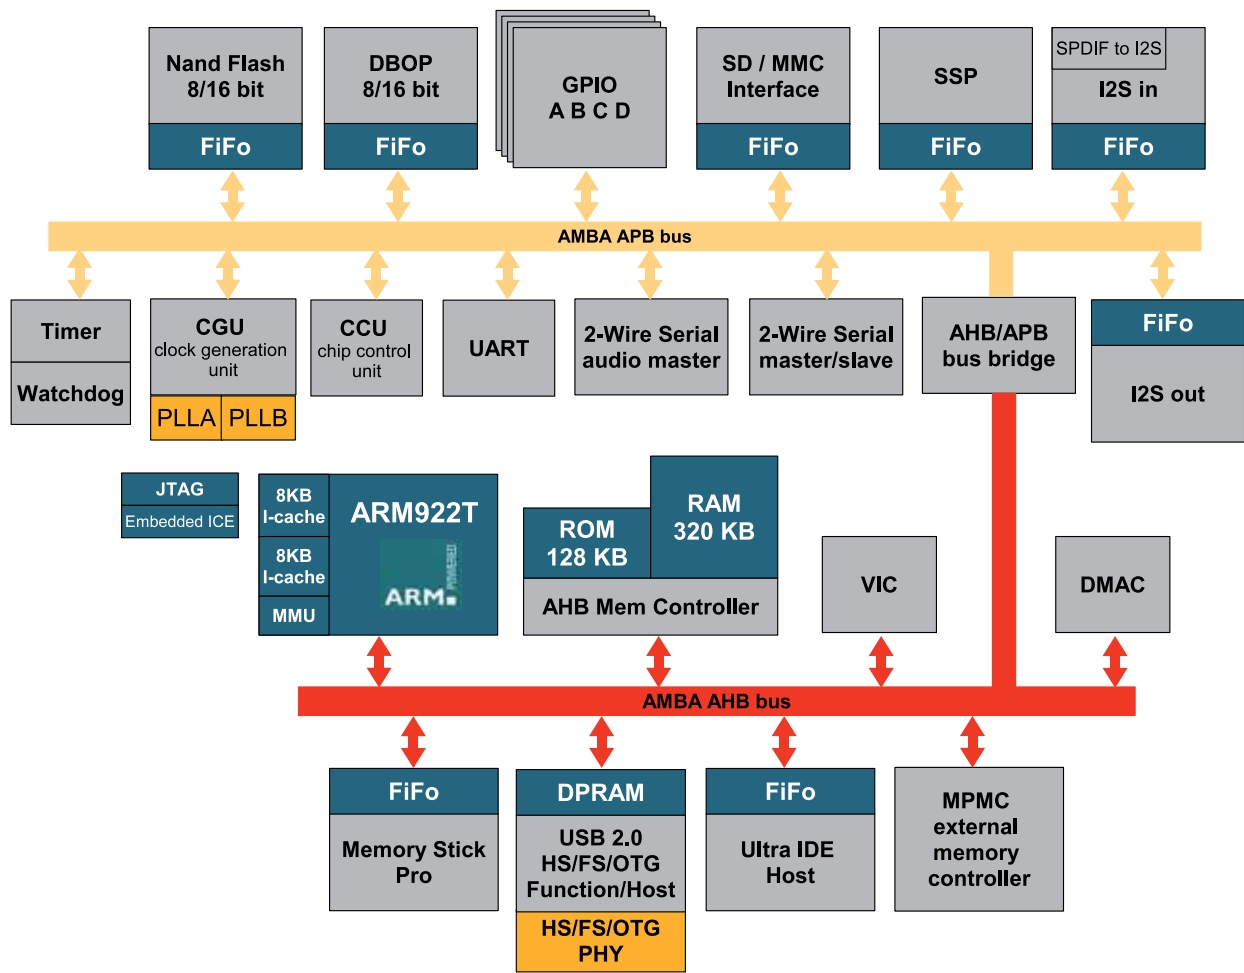 Nand Flash
8/16 bit
FiFo
DBOP
8/16 bit
FiFo
GPIO
A B C D
SD / MMC
Interface
FiFo
SSP
FiFo
SPDIF to I2S
I2S in
FiFo
AMBA APB bus
Timer
Watchdog
CGU
clock generation
unit
PLLA
PLLB
CCU
chip control
unit
UART
2-Wire Serial
audio master
2-Wire Serial
master/slave
AHB/APB
bus bridge
FiFo
I2S out
JTAG
Embedded ICE
8KB
I-cache
8KB
I-cache
MMU
ARM922T
ARM
POWERED
ROM
128 KB
RAM
320 KB
AHB Mem Controller
VIC
DMAC
AMBA AHB bus
FiFo
Memory Stick
Pro
DPRAM
USB 2.0
HS/FS/OTG
Function/Host
HS/FS/OTG
PHY
FiFo
Ultra IDE
Host
MPMC
external
memory
controller